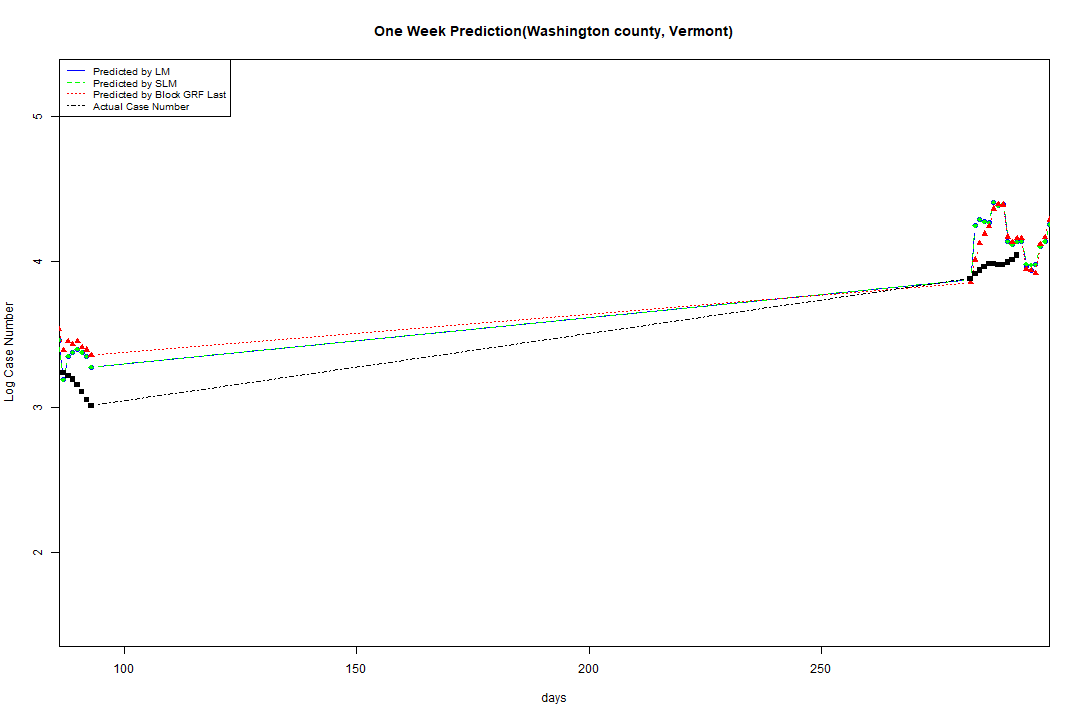 One Week Prediction(Washington county, Vermont)
Predicted by LM
Predicted by SLM
Predicted by Block GRF Last
Actual Case Number
5
4
3
2
Log Case Number
100
150
200
250
days